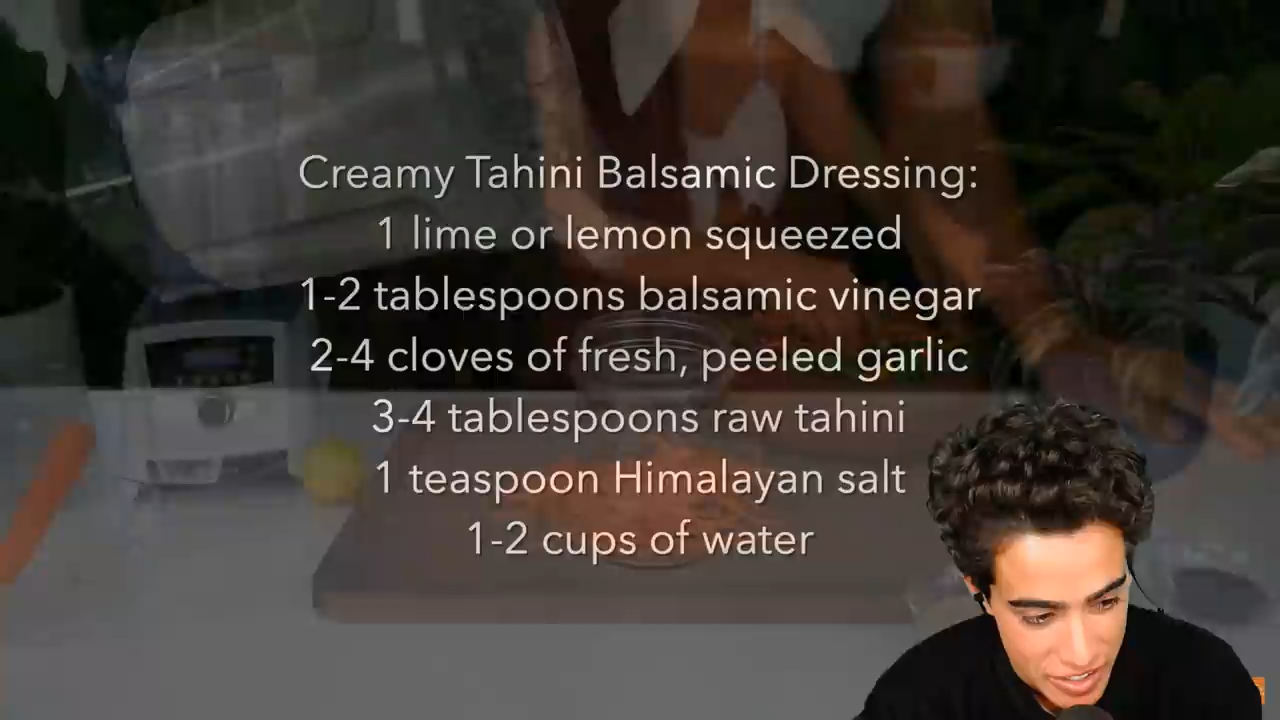 Creamy Tahini Balsamic Dressing:
1 lime or lemon squeezed
1-2 tablespoons balsamic vinegar
2-4 cloves of fresh, peeled garlic
3-4 tablespoons raw tahini
1 teaspoon Himalayan salt
1-2 cups of water